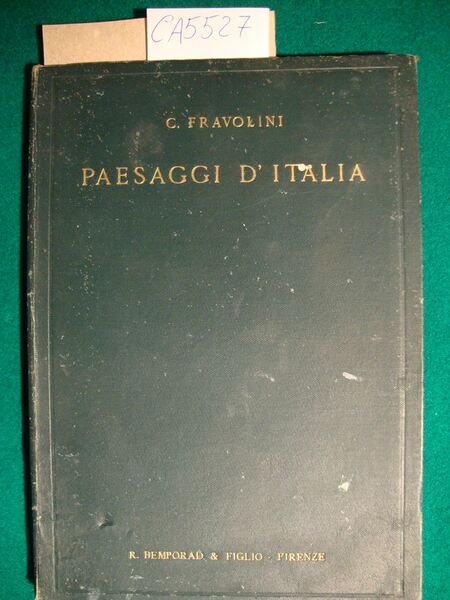 CA5527
C. FRAVOLINI
PAESAGGI D'ITALIA
R. BEMPORAD & FIGLIO - FIRENZE